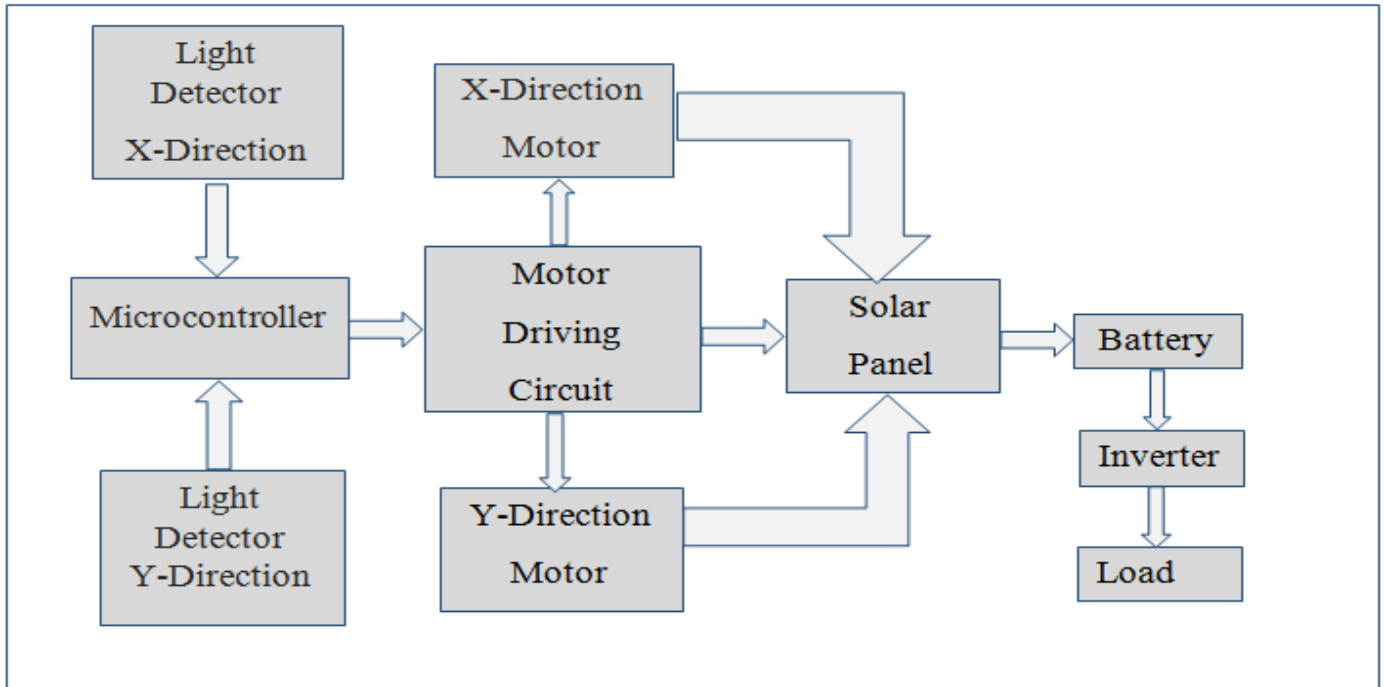 Light
Detector
X-Direction
X-Direction
Motor
Microcontroller
Motor
Driving
Circuit
Solar
Panel
Battery
Inverter
Load
Light
Detector
Y-Direction
Y-Direction
Motor